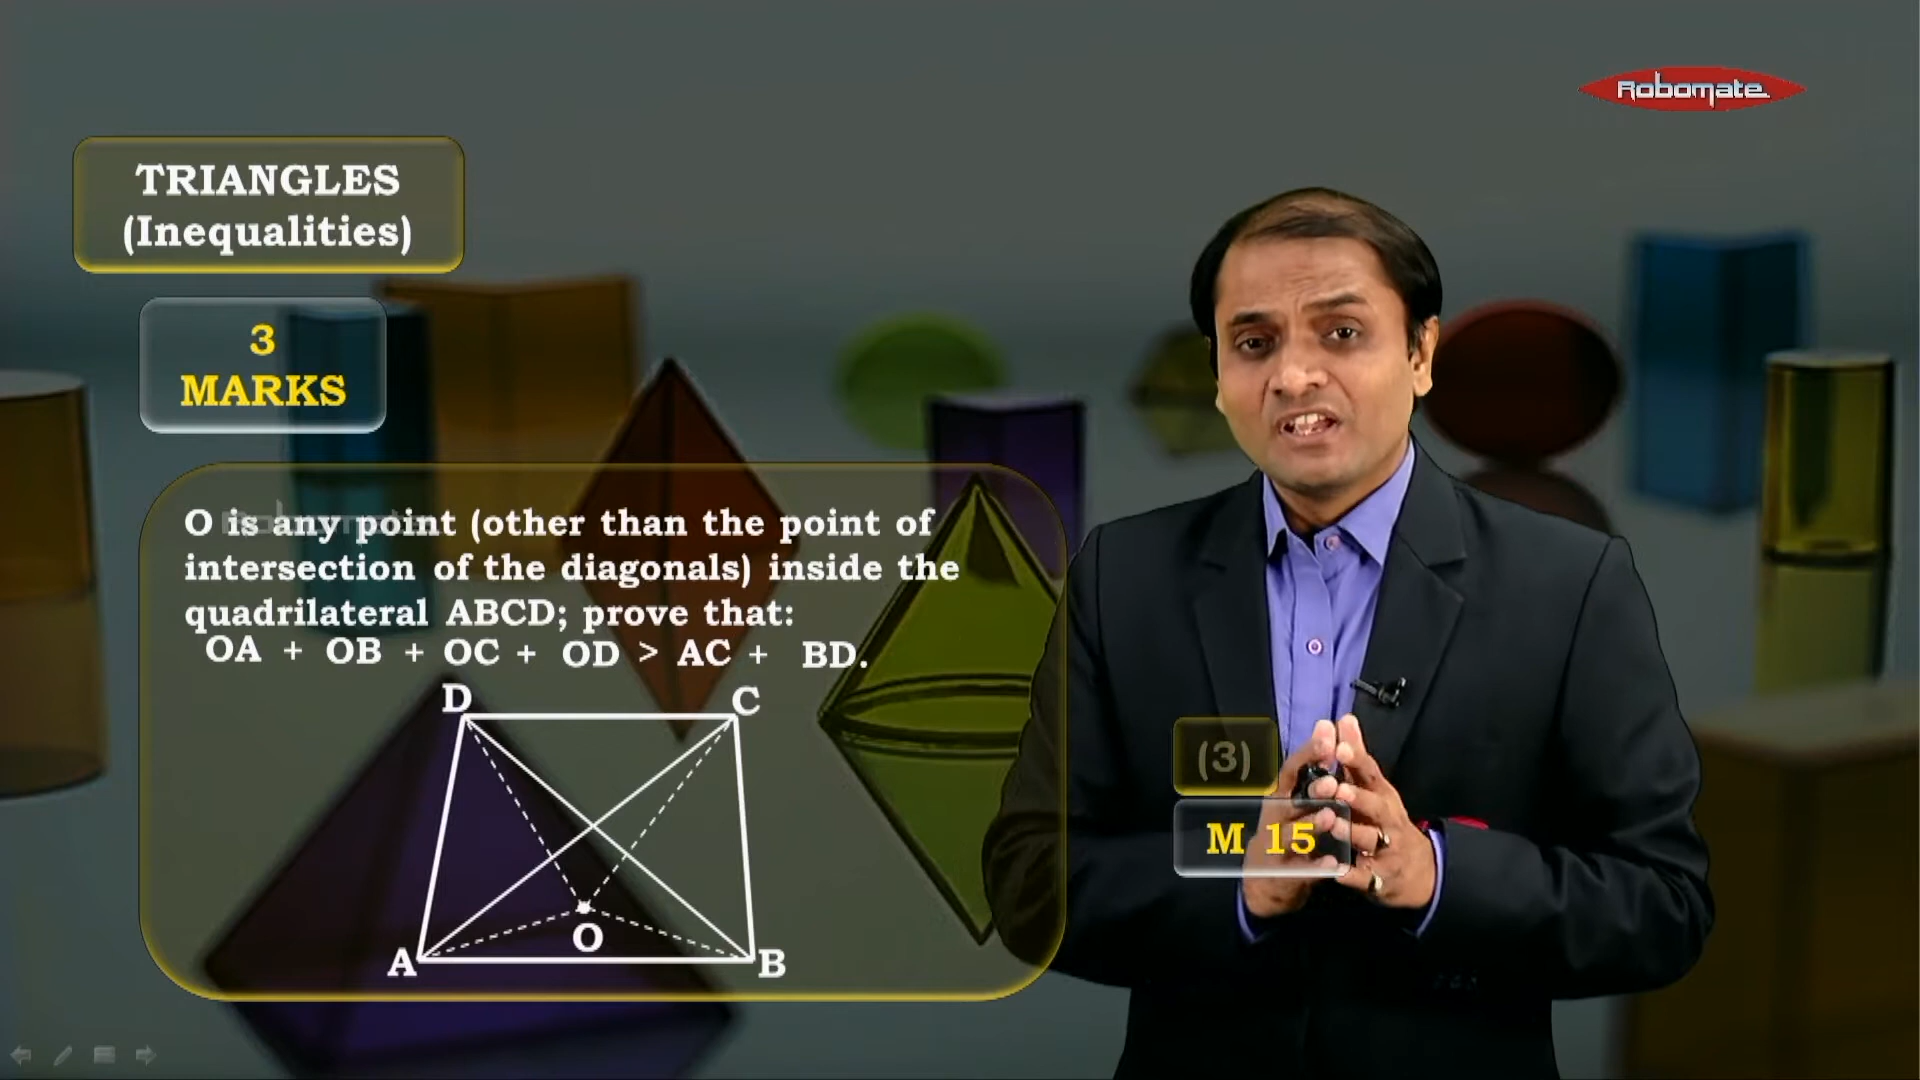 Robomate
TRIANGLES
(Inequalities)
3
MARKS
O is any point (other than the point of
intersection of the diagonals) inside the
quadrilateral ABCD; prove that:
OA + OB + OC + OD > AC + BD.
D C
O
A B
(3)
M 15